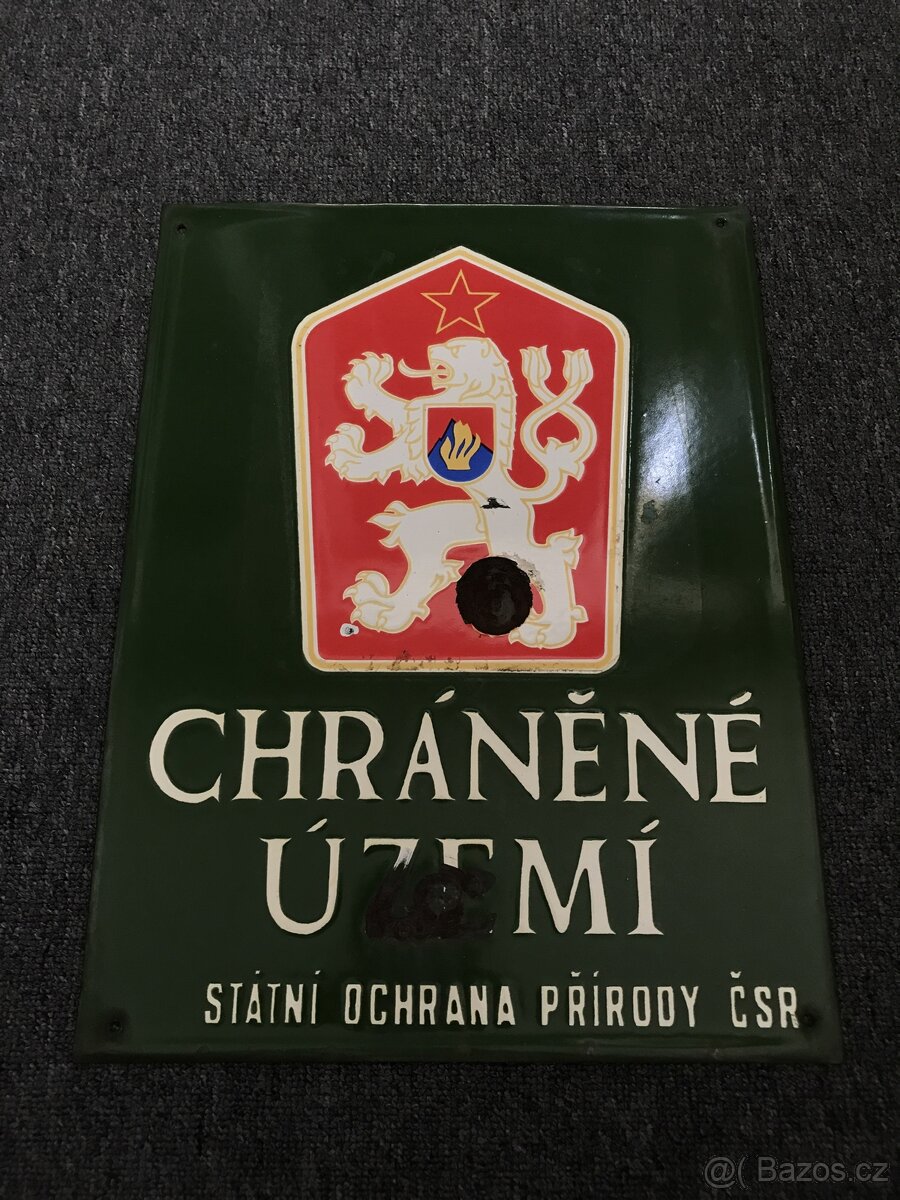 CHRÁNĚNÉ
ÚZEMÍ
STÁTNÍ OCHRANA PŘÍRODY ČSR
@( Bazos.cz